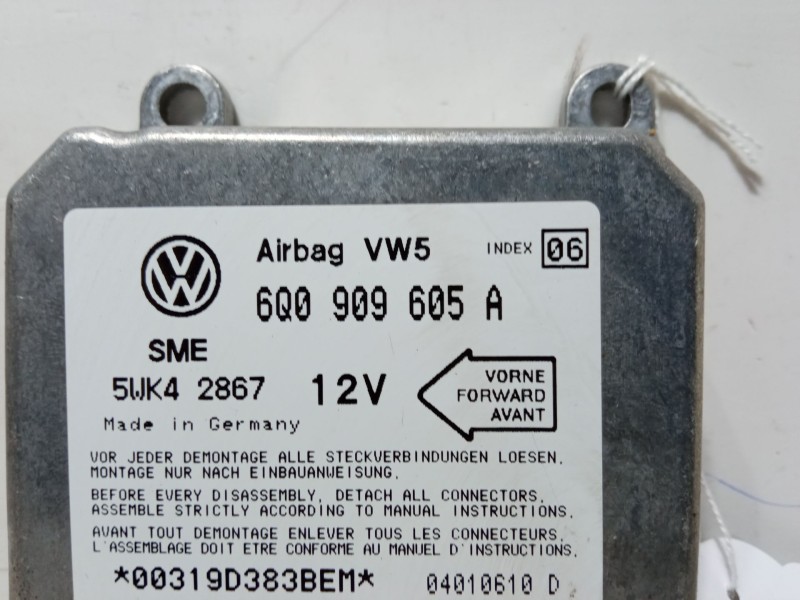 Airbag VW5 INDEX 06
6Q0 909 605 A
SME
5WK4 2867 12V
VORNE
FORWARD
AVANT
Made in Germany
VOR JEDER DEMONTAGE ALLE STECKVERBINDUNGEN LOESEN.
MONTAGE NUR NACH EINBAUANWEISUNG.
BEFORE EVERY DISASSEMBLY, DETACH ALL CONNECTORS.
ASSEMBLE STRICTLY ACCORDING TO MANUAL INSTRUCTIONS.
AVANT TOUT DEMONTAGE ENLEVER TOUS LES CONNECTEURS.
L'ASSEMBLAGE DOIT ETRE CONFORME AU MANUEL D'INSTRUCTIONS.
*00319D383BEM* 04010610 D